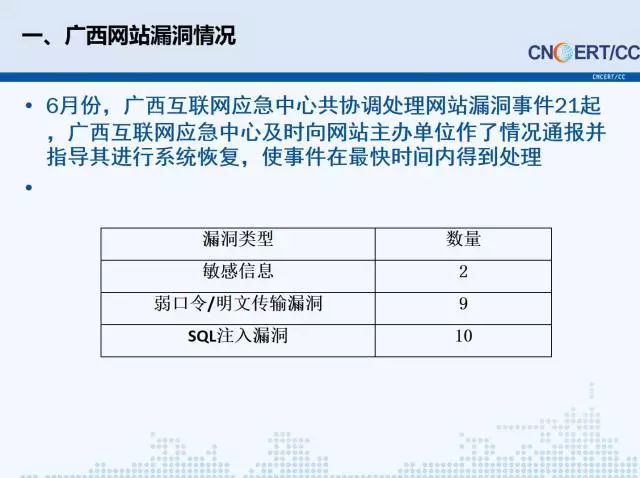 一、广西网站漏洞情况
CNCERT/CC
CNCERT/CC
• 6月份，广西互联网应急中心共协调处理网站漏洞事件21起
，广西互联网应急中心及时向网站主办单位作了情况通报并
指导其进行系统恢复，使事件在最快时间内得到处理
•
漏洞类型 数量
敏感信息 2
弱口令/明文传输漏洞 9
SQL注入漏洞 10